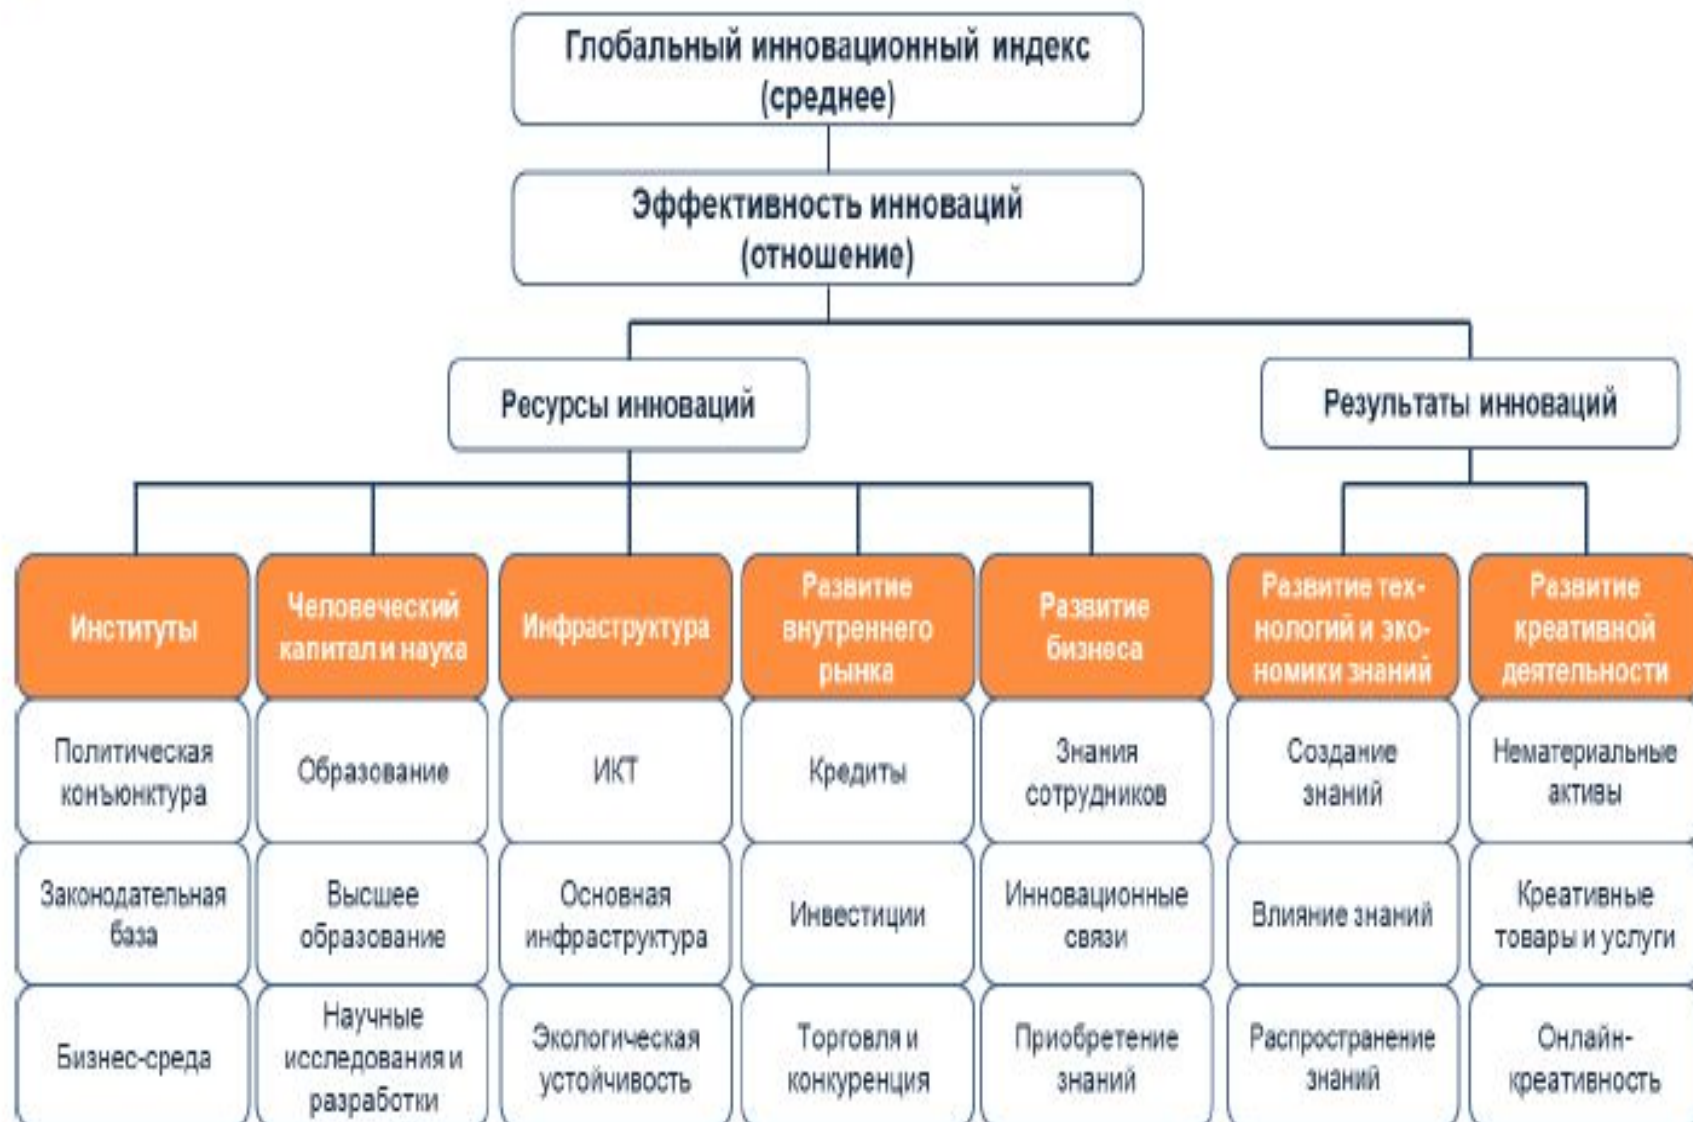 Глобальный инновационный индекс
(среднее)
Эффективность инноваций
(отношение)
Ресурсы инноваций
Результаты инноваций
Институты
Человеческий
капитал и наука
Инфраструктура
Развитие
внутреннего
рынка
Развитие
бизнеса
Развитие тех-
нологий и эко-
номики знаний
Развитие
креативной
деятельности
Политическая
конъюнктура
Образование
ИКТ
Кредиты
Знания
сотрудников
Создание
знаний
Нематериальные
активы
Законодательная
база
Высшее
образование
Основная
инфраструктура
Инвестиции
Инновационные
связи
Влияние знаний
Креативные
товары и услуги
Бизнес-среда
Научные
исследования и
разработки
Экологическая
устойчивость
Торговля и
конкуренция
Приобретение
знаний
Распространение
знаний
Онлайн-
креативность